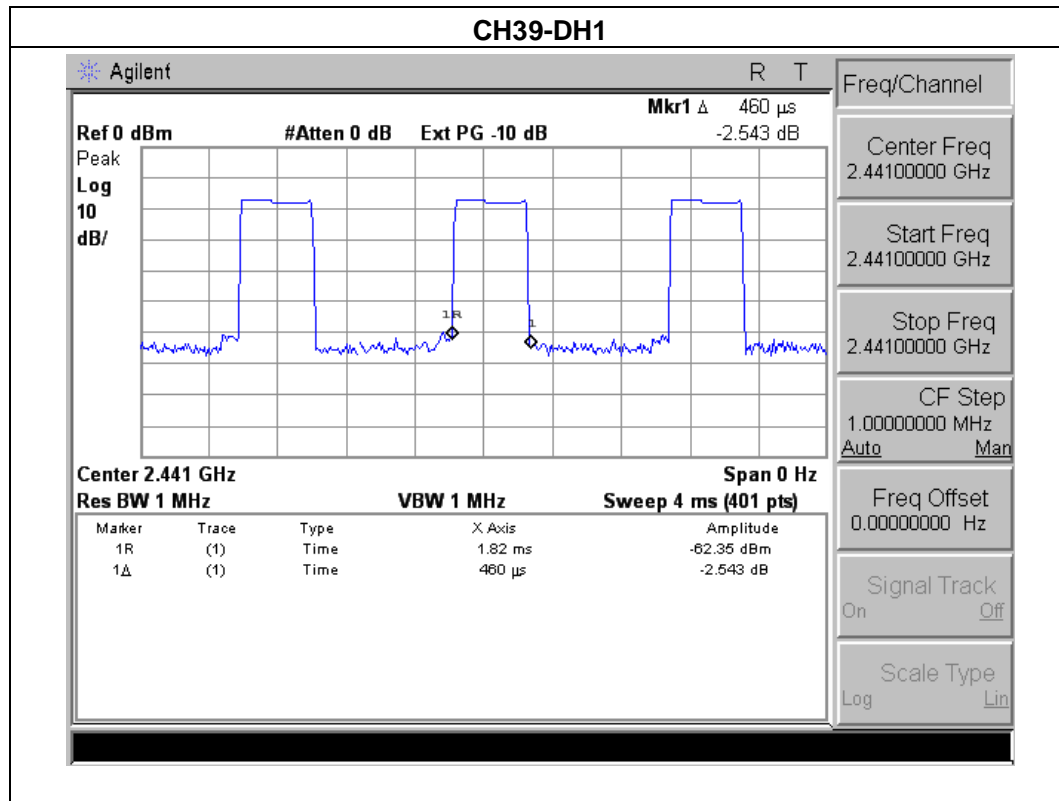 CH39-DH1
Agilent R T
Mkr1 Δ 460 µs
Ref 0 dBm #Atten 0 dB Ext PG -10 dB -2.543 dB
Peak
Log
10
dB/
1R
1
Center 2.441 GHz Span 0 Hz
Res BW 1 MHz VBW 1 MHz Sweep 4 ms (401 pts)
Marker Trace Type X Axis Amplitude
1R (1) Time 1.82 ms -62.35 dBm
1Δ (1) Time 460 µs -2.543 dB
Freq/Channel
Center Freq
2.44100000 GHz
Start Freq
2.44100000 GHz
Stop Freq
2.44100000 GHz
CF Step
1.00000000 MHz
Auto Man
Freq Offset
0.00000000 Hz
Signal Track
On Off
Scale Type
Log Lin